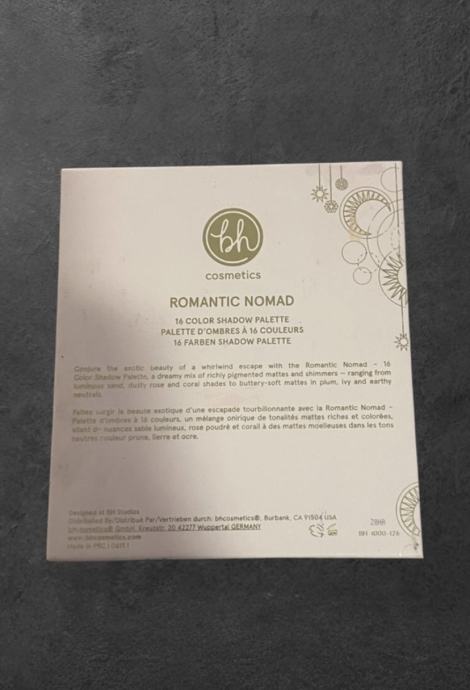 bh
cosmetics
ROMANTIC NOMAD
16 COLOR SHADOW PALETTE
PALETTE D'OMBRES À 16 COULEURS
16 FARBEN SHADOW PALETTE
Conjure the exotic beauty of a whirlwind escape with the Romantic Nomad – 16
Color Shadow Palette, a dreamy mix of richly pigmented mattes and shimmers – ranging from
luminous sand, dusty rose and coral shades to buttery-soft mattes in plum, ivy and earthy
neutrals.
Faites surgir la beauté exotique d'une escapade tourbillonnante avec la Romantic Nomad –
Palette d'ombres à 16 couleurs, un mélange onirique de tonalités mattes riches et colorées,
allant de nuances sable lumineux, rose poudré et corail à des mattes moelleuses dans les tons
neutres couleur prune, lierre et ocre.
Designed at BH Studios
Distributed By/Distribué Par/Vertrieben durch: bhcosmetics®, Burbank, CA 91504 USA
bh-cosmetics® GmbH, Kreuzstr. 20 42277 Wuppertal GERMANY
www.bhcosmetics.com
Made in PRC |
BH 1000-126